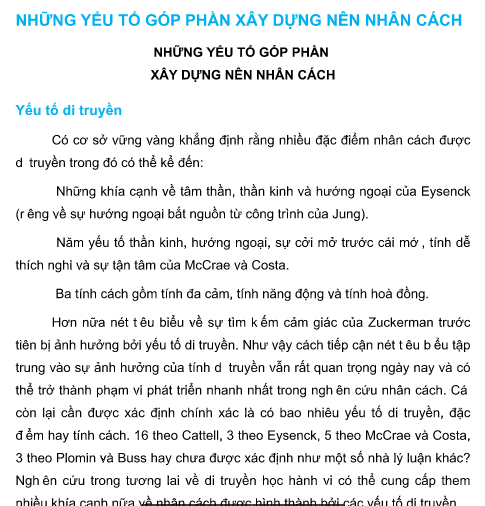 NHỮNG YẾU TỐ GÓP PHẦN XÂY DỰNG NÊN NHÂN CÁCH
NHỮNG YẾU TỐ GÓP PHẦN
XÂY DỰNG NÊN NHÂN CÁCH
Yếu tố di truyền
Có cơ sở vững vàng khẳng định rằng nhiều đặc điểm nhân cách được
d truyền trong đó có thể kể đến:
Những khía cạnh về tâm thần, thần kinh và hướng ngoại của Eysenck
(r êng về sự hướng ngoại bắt nguồn từ công trình của Jung).
Năm yếu tố thần kinh, hướng ngoại, sự cởi mở trước cái mớ , tính dễ
thích nghi và sự tận tâm của McCrae và Costa.
Ba tính cách gồm tính đa cảm, tính năng động và tính hoà đồng.
Hơn nữa nét t êu biểu về sự tìm k ếm cảm giác của Zuckerman trước
tiên bị ảnh hưởng bởi yếu tố di truyền. Như vậy cách tiếp cận nét t êu b ểu tập
trung vào sự ảnh hưởng của tính d truyền vẫn rất quan trọng ngày nay và có
thể trở thành phạm vi phát triển nhanh nhất trong ngh ên cứu nhân cách. Cá
còn lại cần được xác định chính xác là có bao nhiêu yếu tố di truyền, đặc
đ ểm hay tính cách. 16 theo Cattell, 3 theo Eysenck, 5 theo McCrae và Costa,
3 theo Plomin và Buss hay chưa được xác định như một số nhà lý luận khác?
Ngh ên cứu trong tương lai về di truyền học hành vi có thể cung cấp them
nhiều khía cạnh nữa về nhân cách được hình thành bởi các yếu tố di truyền